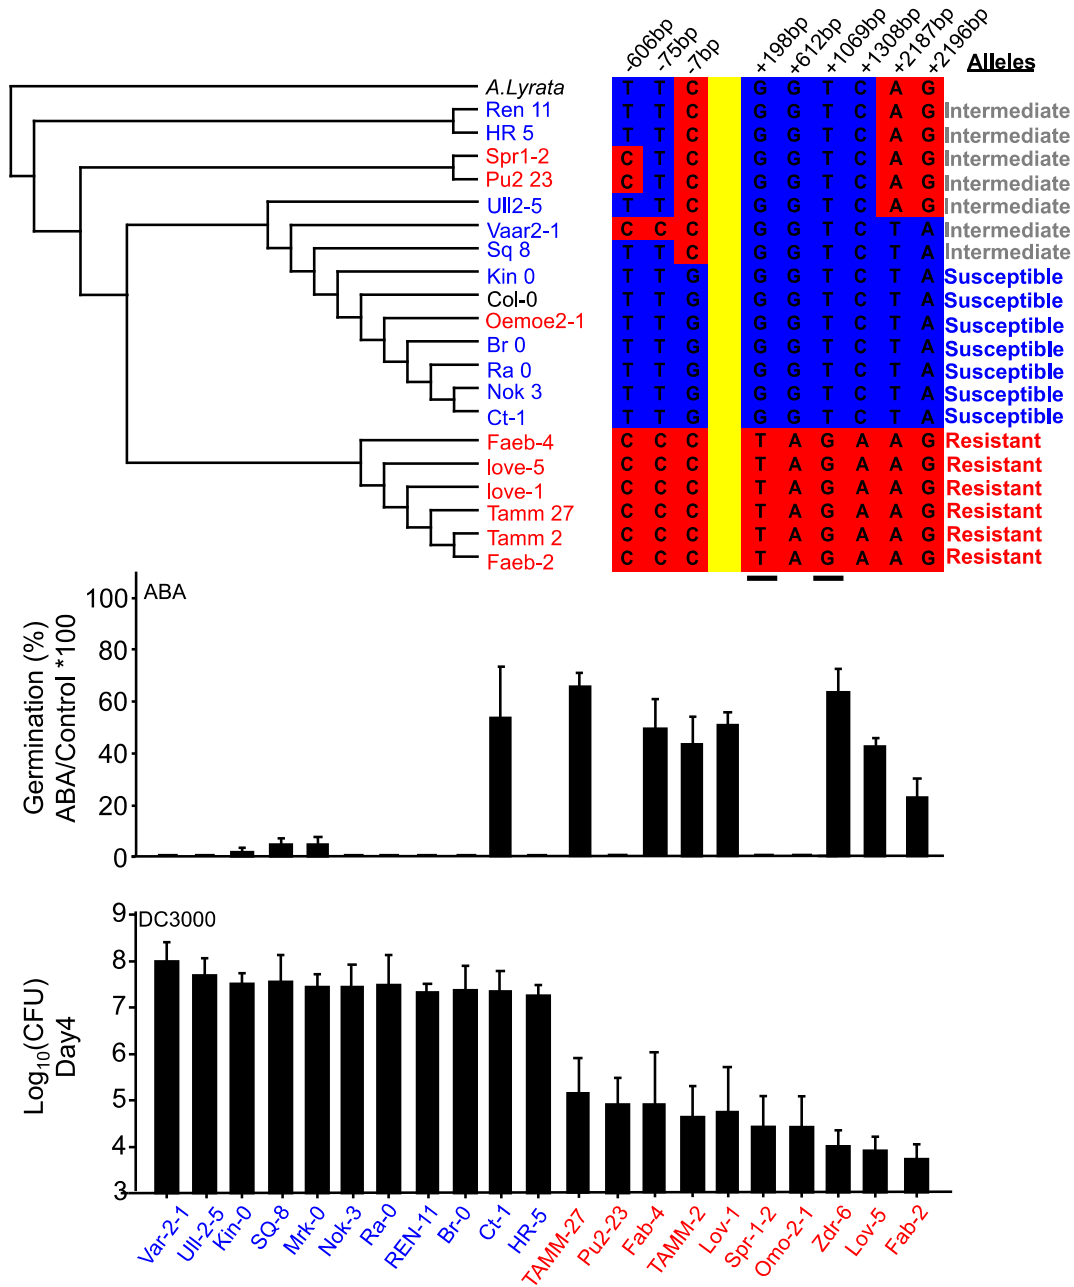 -606bp -75bp -7bp +198bp +612bp +1069bp +1308bp +2187bp +2196bp Alleles
A.Lyrata T T C G G T C A G
Ren 11 T T C G G T C A G Intermediate
HR 5 T T C G G T C A G Intermediate
Spr1-2 C T C G G T C A G Intermediate
Pu2 23 C T C G G T C A G Intermediate
Ull2-5 T T C G G T C A G Intermediate
Vaar2-1 C C C G G T C T A Intermediate
Sq 8 T T C G G T C T A Intermediate
Kin 0 T T G G G T C T A Susceptible
Col-0 T T G G G T C T A Susceptible
Oemoe2-1 T T G G G T C T A Susceptible
Br 0 T T G G G T C T A Susceptible
Ra 0 T T G G G T C T A Susceptible
Nok 3 T T G G G T C T A Susceptible
Ct-1 T T G G G T C T A Susceptible
Faeb-4 C C C T A G A A G Resistant
love-5 C C C T A G A A G Resistant
love-1 C C C T A G A A G Resistant
Tamm 27 C C C T A G A A G Resistant
Tamm 2 C C C T A G A A G Resistant
Faeb-2 C C C T A G A A G Resistant
Germination (%)
ABA/Control *100
ABA
100
80
60
40
20
0
Log10(CFU)
Day4
DC3000
9
8
7
6
5
4
3
Var-2-1 Ull-2-5 Kin-0 SQ-8 Mrk-0 Nok-3 Ra-0 REN-11 Br-0 Ct-1 HR-5 TAMM-27 Pu2-23 Fab-4 TAMM-2 Lov-1 Spr-1-2 Omo-2-1 Zdr-6 Lov-5 Fab-2